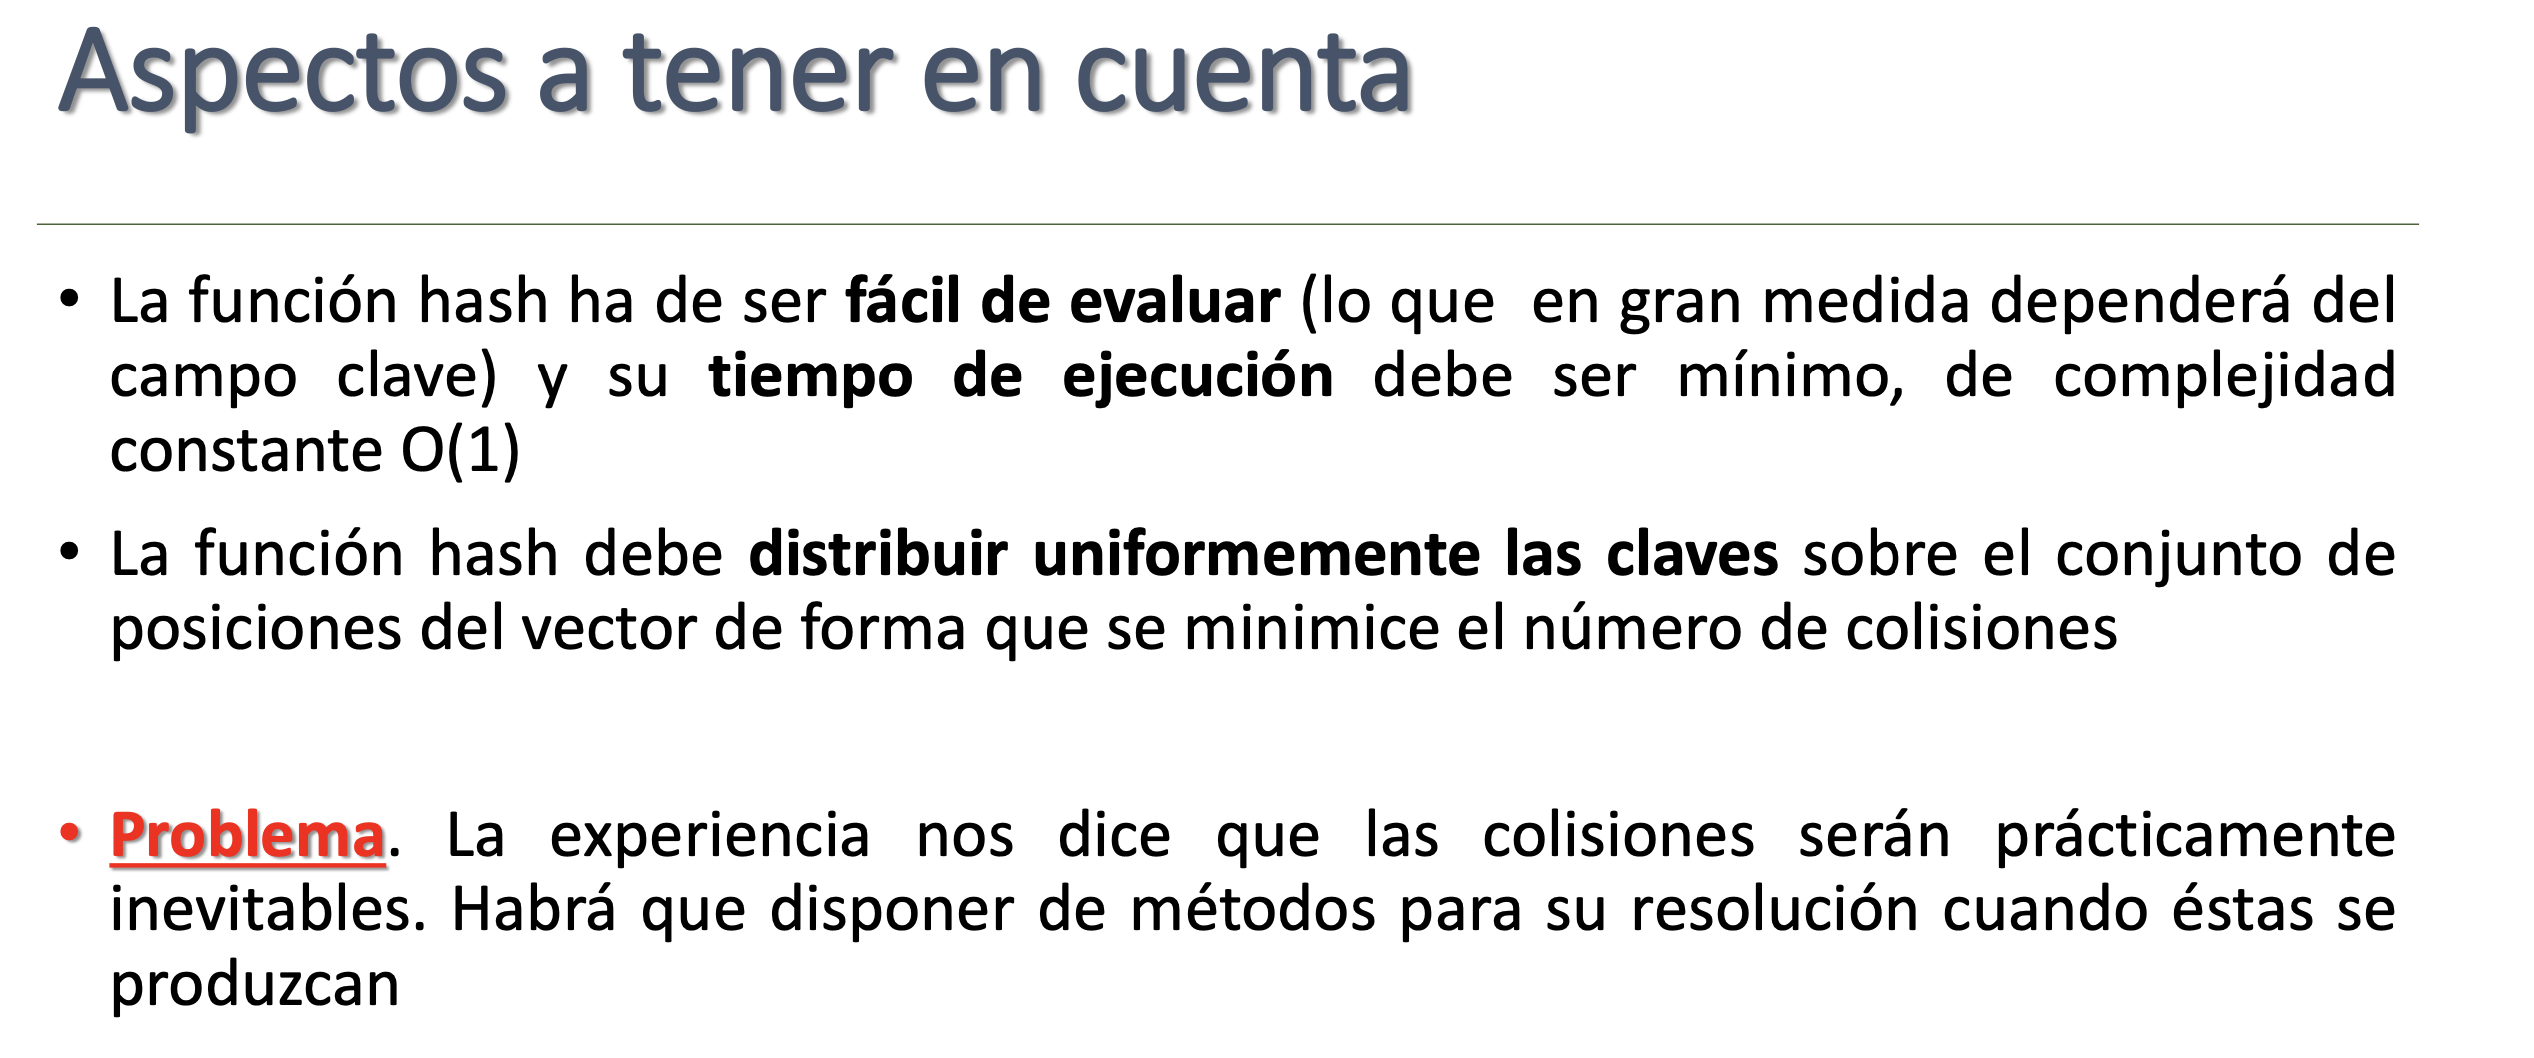 Aspectos a tener en cuenta
• La función hash ha de ser fácil de evaluar (lo que en gran medida dependerá del
campo clave) y su tiempo de ejecución debe ser mínimo, de complejidad
constante O(1)
• La función hash debe distribuir uniformemente las claves sobre el conjunto de
posiciones del vector de forma que se minimice el número de colisiones
• Problema. La experiencia nos dice que las colisiones serán prácticamente
inevitables. Habrá que disponer de métodos para su resolución cuando éstas se
produzcan